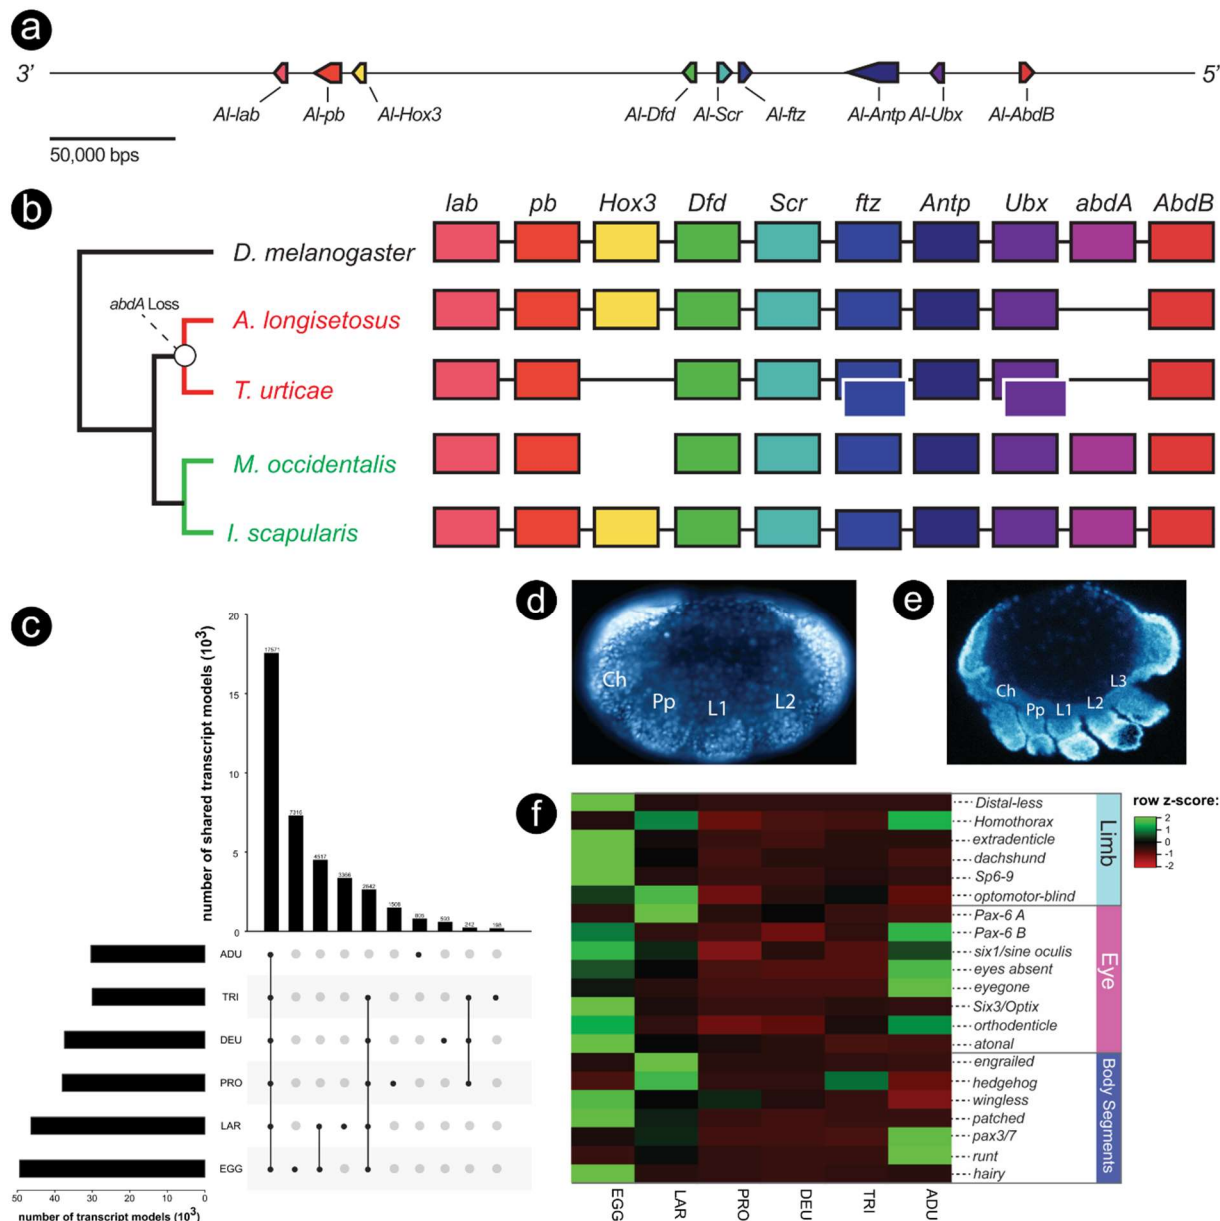 a
3’
5’
Al-lab
Al-pb
Al-Hox3
Al-Dfd
Al-Scr
Al-ftz
Al-Antp
Al-Ubx
Al-AbdB
50,000 bps
b
lab pb Hox3 Dfd Scr ftz Antp Ubx abdA AbdB
D. melanogaster
abdA Loss
A. longisetosus
T. urticae
M. occidentalis
I. scapularis
c
number of shared transcript models (10³)
20
15
10
5
0
17571
7316
4517
3366
2642
1506
212
ADU
TRI
DEU
PRO
LAR
EGG
50 40 30 20 10 0
number of transcript models (10³)
d
Ch
Pp
L1
L2
e
Ch
Pp
L1
L2
L3
f
Distal-less
Homothorax
extradenticle
dachshund
Sp6-9
optomotor-blind
Pax-6 A
Pax-6 B
six1/sine oculis
eyes absent
eyegone
Six3/Optix
orthodenticle
atonal
engrailed
hedgehog
wingless
patched
pax3/7
runt
hairy
Limb
Eye
Body Segments
row z-score:
2
1
0
-1
-2
EGG
LAR
PRO
DEU
TRI
ADU